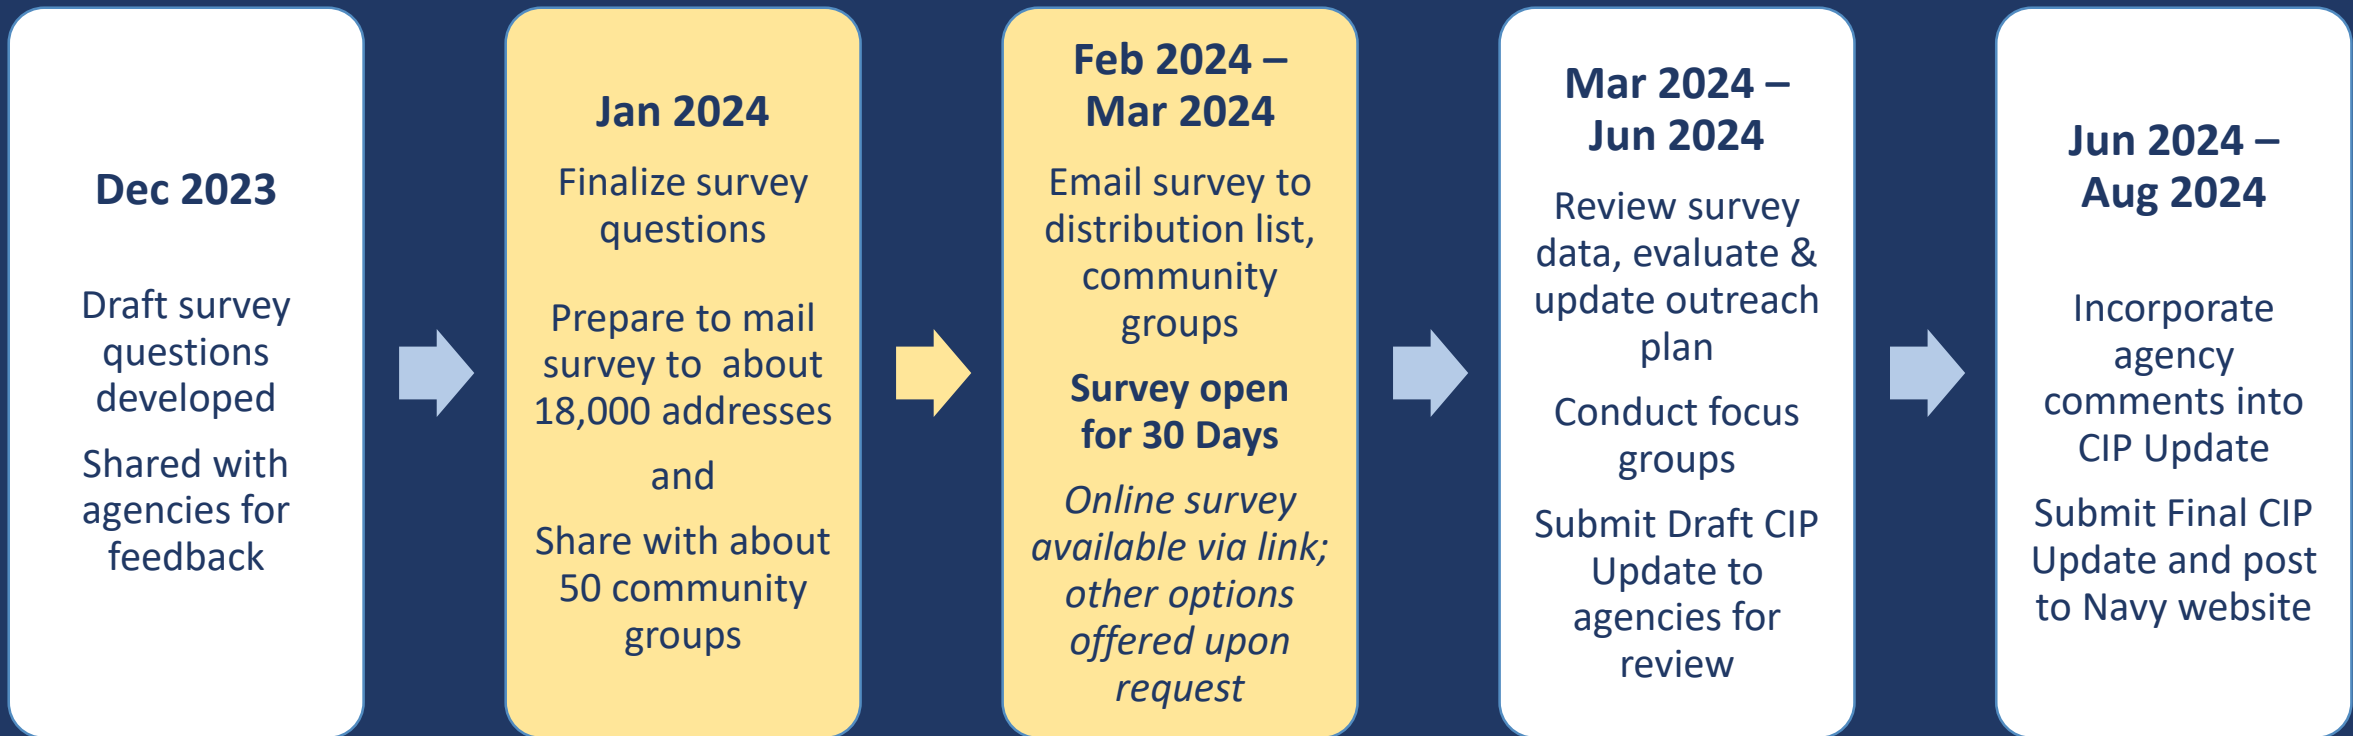 Dec 2023
Draft survey
questions
developed
Shared with
agencies for
feedback
Jan 2024
Finalize survey
questions
Prepare to mail
survey to about
18,000 addresses
and
Share with about
50 community
groups
Feb 2024 –
Mar 2024
Email survey to
distribution list,
community
groups
Survey open
for 30 Days
Online survey
available via link;
other options
offered upon
request
Mar 2024 –
Jun 2024
Review survey
data, evaluate &
update outreach
plan
Conduct focus
groups
Submit Draft CIP
Update to
agencies for
review
Jun 2024 –
Aug 2024
Incorporate
agency
comments into
CIP Update
Submit Final CIP
Update and post
to Navy website